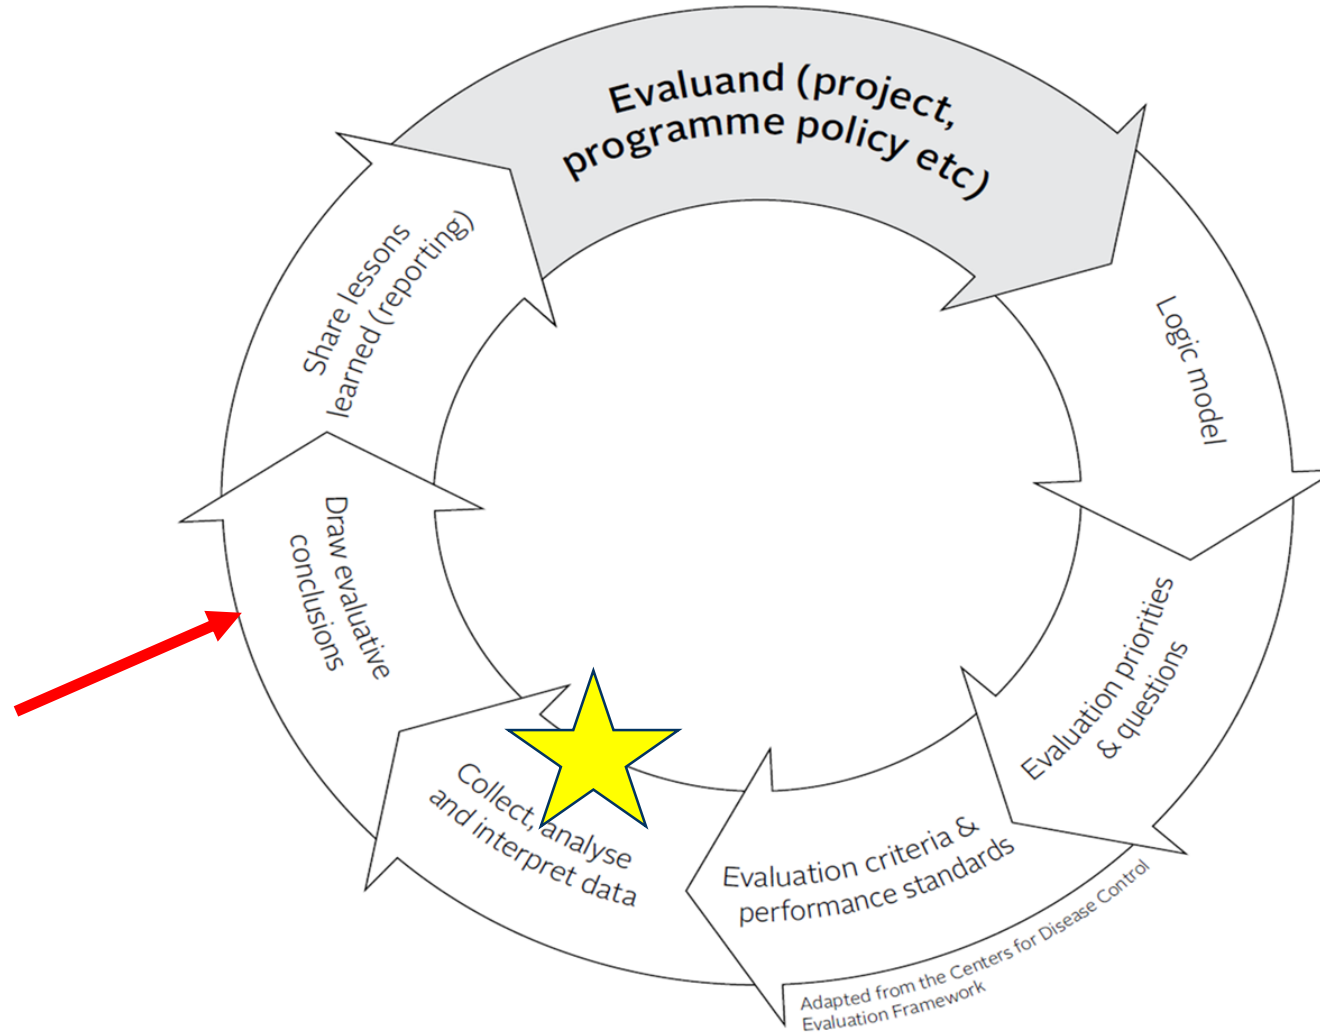 Evaluand (project,
programme policy etc)
Logic model
Evaluation priorities
& questions
Evaluation criteria &
performance standards
Collect, analyse
and interpret data
Draw evaluative
conclusions
Share lessons
learned (reporting)
Adapted from the Centers for Disease Control
Evaluation Framework